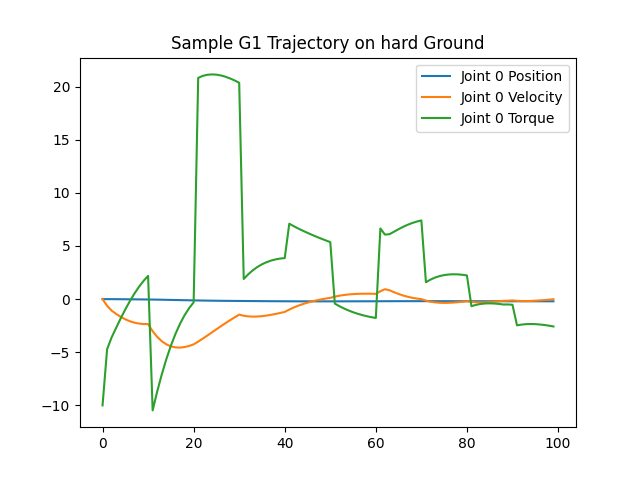 Sample G1 Trajectory on hard Ground
Joint 0 Position
Joint 0 Velocity
Joint 0 Torque
20
15
10
5
0
−5
−10
0 20 40 60 80 100